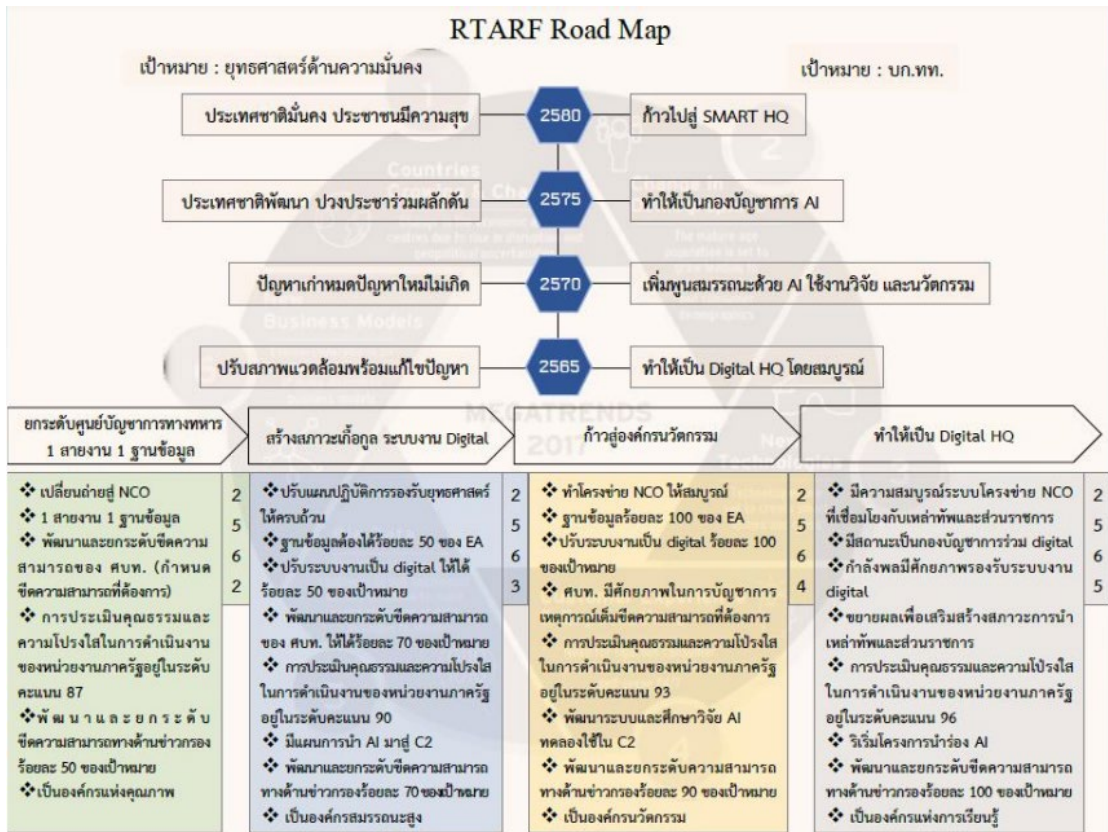 RTARF Road Map
เป้าหมาย : ยุทธศาสตร์ด้านความมั่นคง
เป้าหมาย : บก.ทท.
ประเทศชาติมั่นคง ประชาชนมีความสุข
2580
ก้าวไปสู่ SMART HQ
ประเทศชาติพัฒนา ปวงประชาร่วมผลักดัน
2575
ทำให้เป็นกองบัญชาการ AI
ปัญหาเก่าหมดปัญหาใหม่ไม่เกิด
2570
เพิ่มพูนสมรรถนะด้วย AI ใช้งานวิจัย และนวัตกรรม
ปรับสภาพแวดล้อมพร้อมแก้ไขปัญหา
2565
ทำให้เป็น Digital HQ โดยสมบูรณ์
Countries
Business Models
MEGATRENDS
2017
ยกระดับศูนย์บัญชาการทางทหาร
1 สายงาน 1 ฐานข้อมูล
สร้างสภาวะเกื้อกูล ระบบงาน Digital
ก้าวสู่องค์กรนวัตกรรม
ทำให้เป็น Digital HQ
❖ เปลี่ยนถ่ายสู่ NCO
❖ 1 สายงาน 1 ฐานข้อมูล
❖ พัฒนาและยกระดับขีดความ
สามารถของ ศบท. (กำหนด
ขีดความสามารถที่ต้องการ)
❖ การประเมินคุณธรรมและ
ความโปร่งใสในการดำเนินงาน
ของหน่วยงานภาครัฐอยู่ในระดับ
คะแนน 87
❖พัฒนาและยกระดับ
ขีดความสามารถทางด้านข่าวกรอง
ร้อยละ 50 ของเป้าหมาย
❖เป็นองค์กรแห่งคุณภาพ
2
5
6
2
❖ปรับแผนปฏิบัติการรองรับยุทธศาสตร์
ให้ครบถ้วน
❖ฐานข้อมูลต้องได้ร้อยละ 50 ของ EA
❖ปรับระบบงานเป็น digital ให้ได้
ร้อยละ 50 ของเป้าหมาย
❖ พัฒนาและยกระดับขีดความสามารถ
ของ ศบท. ให้ได้ร้อยละ 70 ของเป้าหมาย
❖ การประเมินคุณธรรมและความโปร่งใส
ในการดำเนินงานของหน่วยงานภาครัฐ
อยู่ในระดับคะแนน 90
❖ มีแผนการนำ AI มาสู่ C2
❖ พัฒนาและยกระดับขีดความสามารถ
ทางด้านข่าวกรองร้อยละ 70 ของเป้าหมาย
❖ เป็นองค์กรสมรรถนะสูง
2
5
6
3
❖ ทำโครงข่าย NCO ให้สมบูรณ์
❖ ฐานข้อมูลร้อยละ 100 ของ EA
❖ปรับระบบงานเป็น digital ร้อยละ 100
ของเป้าหมาย
❖ ศบท. มีศักยภาพในการบัญชาการ
เหตุการณ์เต็มขีดความสามารถที่ต้องการ
❖ การประเมินคุณธรรมและความโปร่งใส
ในการดำเนินงานของหน่วยงานภาครัฐ
อยู่ในระดับคะแนน 93
❖ พัฒนาระบบและศึกษาวิจัย AI
ทดลองใช้ใน C2
❖ พัฒนาและยกระดับความสามารถ
ทางด้านข่าวกรองร้อยละ 90 ของเป้าหมาย
❖ เป็นองค์กรนวัตกรรม
2
5
6
4
❖ มีความสมบูรณ์ระบบโครงข่าย NCO
ที่เชื่อมโยงกับเหล่าทัพและส่วนราชการ
❖ มีสถานะเป็นกองบัญชาการร่วม digital
❖กำลังพลมีศักยภาพรองรับระบบงาน
digital
❖ขยายผลเพื่อเสริมสร้างสภาวะการนำ
เหล่าทัพและส่วนราชการ
❖ การประเมินคุณธรรมและความโปร่งใส
ในการดำเนินงานของหน่วยงานภาครัฐ
อยู่ในระดับคะแนน 96
❖ ริเริ่มโครงการนำร่อง AI
❖ พัฒนาและยกระดับขีดความสามารถ
ทางด้านข่าวกรองร้อยละ 100 ของเป้าหมาย
❖ เป็นองค์กรแห่งการเรียนรู้
2
5
6
5